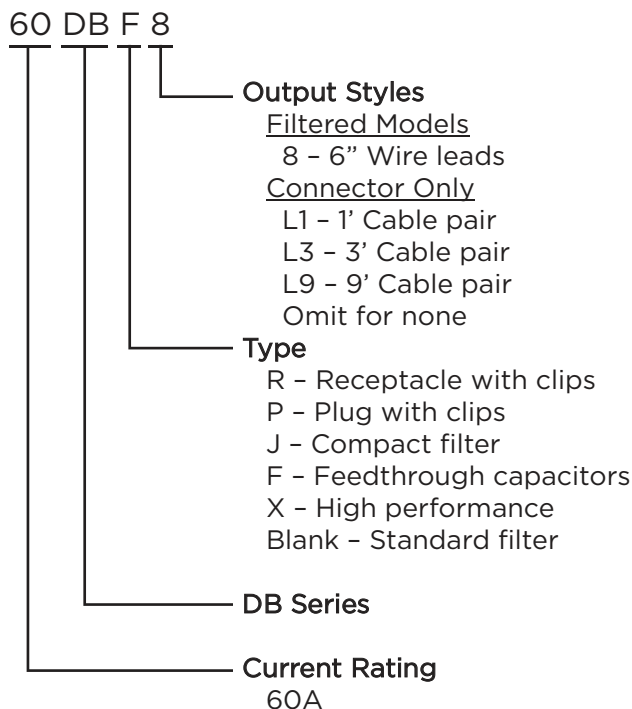 60 DB F 8
Output Styles
Filtered Models
8 – 6” Wire leads
Connector Only
L1 – 1’ Cable pair
L3 – 3’ Cable pair
L9 – 9’ Cable pair
Omit for none
Type
R – Receptacle with clips
P – Plug with clips
J – Compact filter
F – Feedthrough capacitors
X – High performance
Blank – Standard filter
DB Series
Current Rating
60A